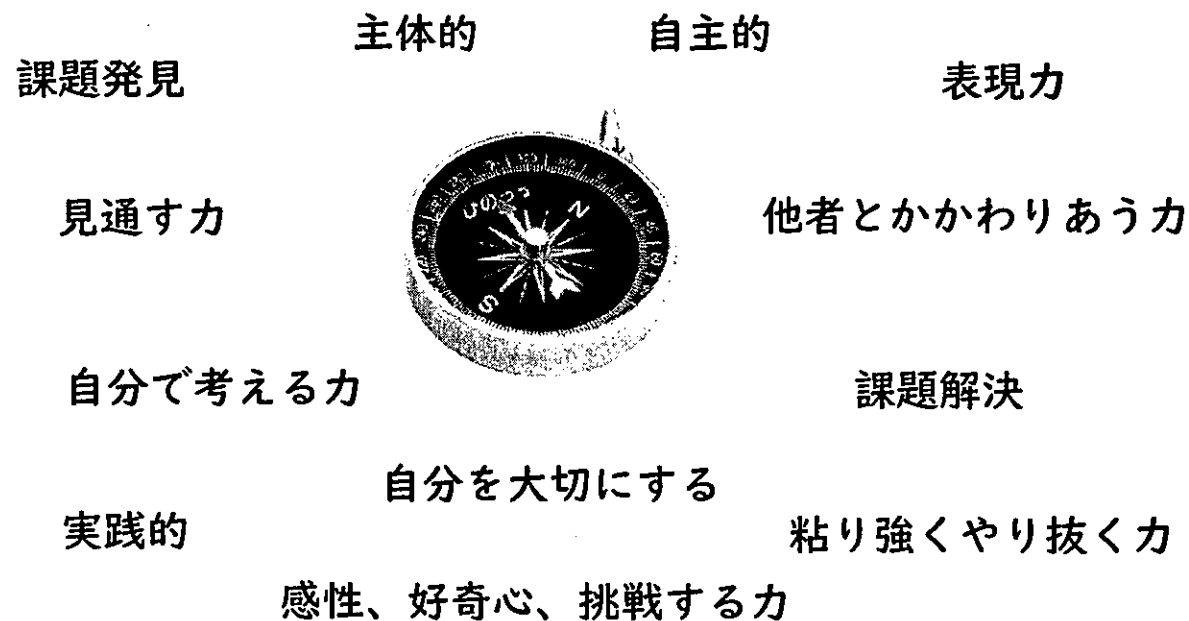 主体的
自主的
課題発見
表現力
見通す力
他者とかかわりあう力
N
S
自分で考える力
課題解決
自分を大切にする
実践的
粘り強くやり抜く力
感性、好奇心、挑戦する力